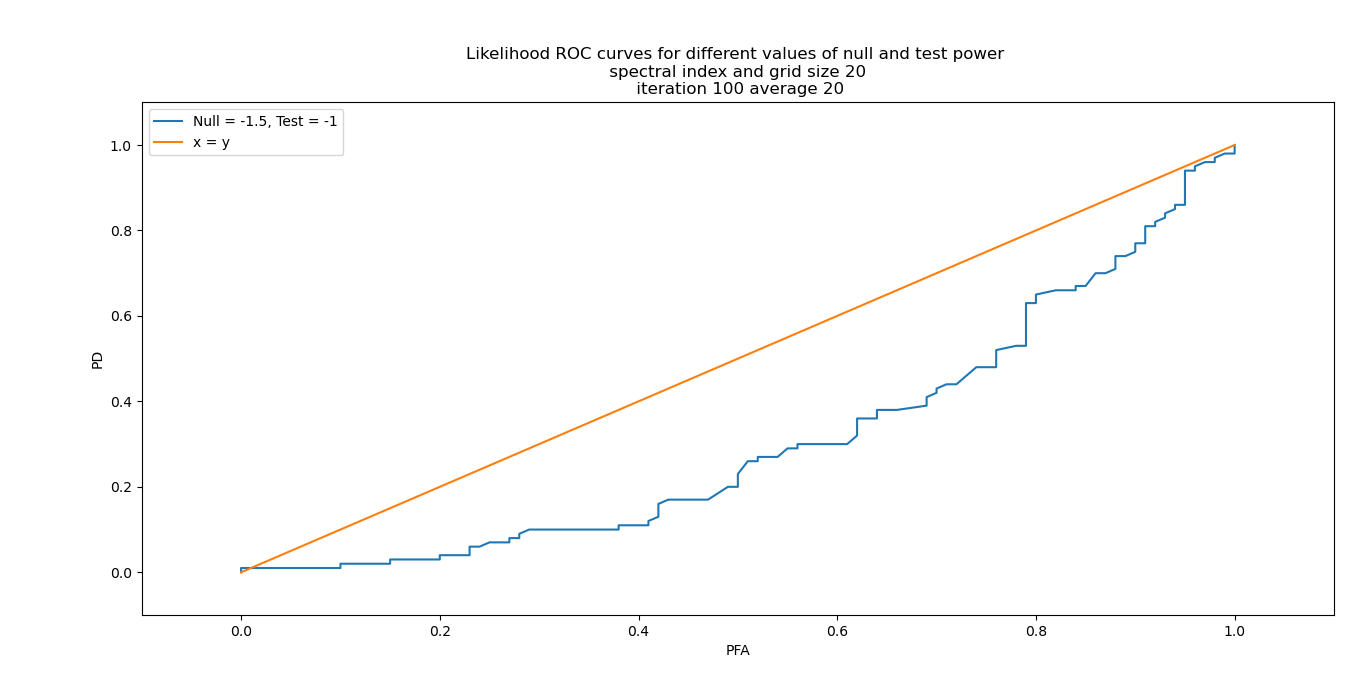 Likelihood ROC curves for different values of null and test power
spectral index and grid size 20
iteration 100 average 20
Null = -1.5, Test = -1
x = y
1.0
0.8
0.6
0.4
0.2
0.0
PD
0.0 0.2 0.4 0.6 0.8 1.0
PFA